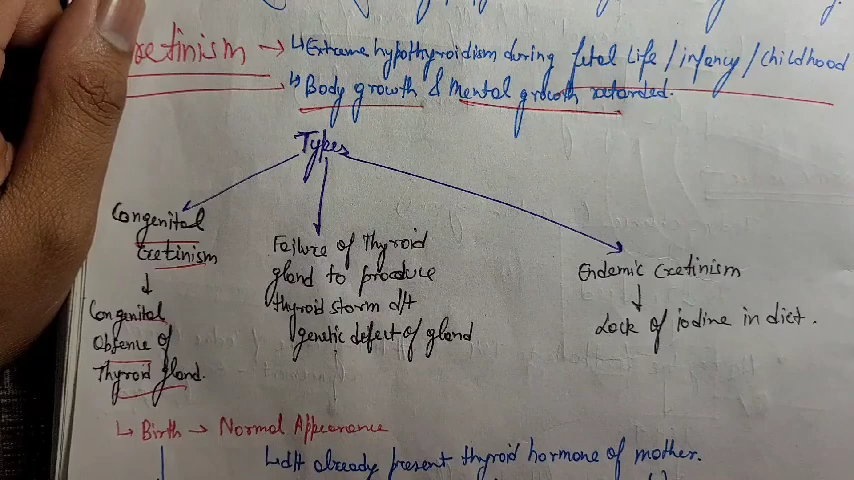 Cretinism → ↳ Extreme hypothyroidism during fetal life / infancy / childhood
↳ Body growth & Mental growth retarded.
Types
Congenital
Cretinism
Congenital
Absence of
Thyroid gland.
Failure of Thyroid
gland to produce
thyroid storm d/t
genetic defect of gland
Endemic Cretinism
Lack of iodine in diet.
↳ Birth → Normal Appearance
↳ d/t already present thyroid hormone of mother.